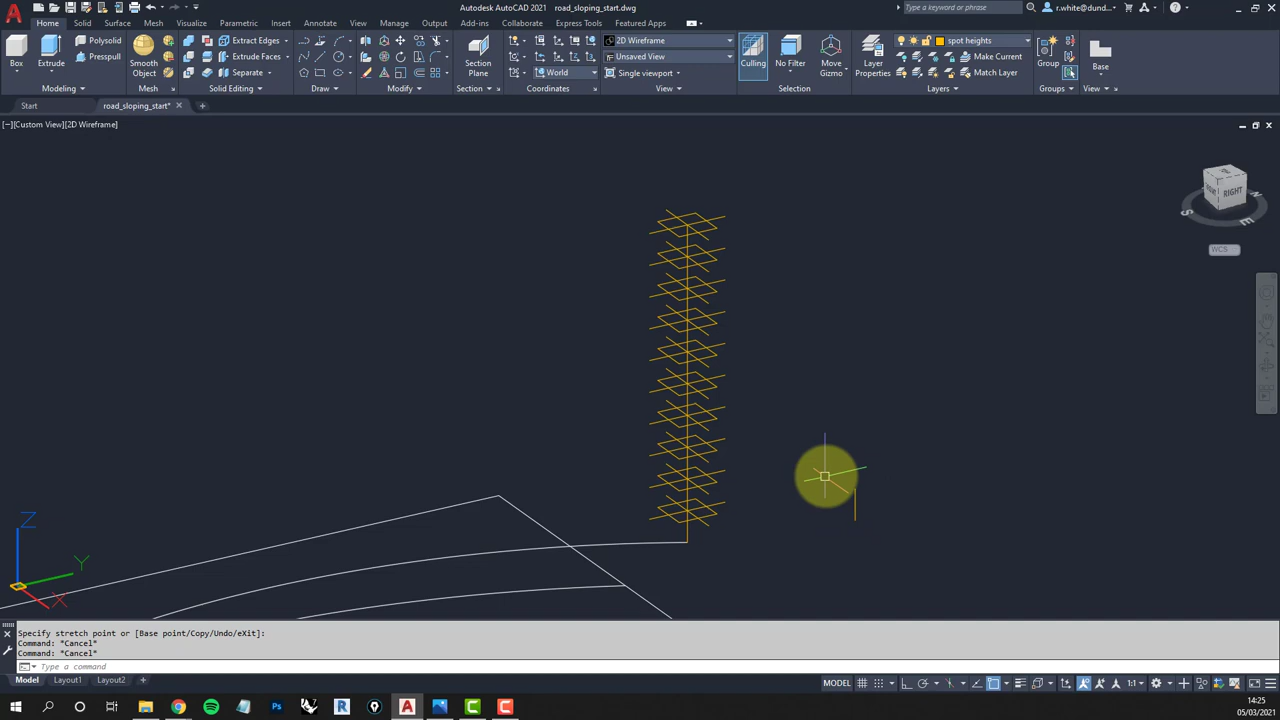 Autodesk AutoCAD 2021 road_sloping_start.dwg
Type a keyword or phrase
r.white@dund...
Home Solid Surface Mesh Visualize Parametric Insert Annotate View Manage Output Add-ins Collaborate Express Tools Featured Apps
Box
Extrude
Polysolid
Presspull
Modeling
Smooth Object
Mesh
Extract Edges
Extrude Faces
Separate
Solid Editing
Draw
Modify
Section Plane
Section
World
Coordinates
2D Wireframe
Unsaved View
Single viewport
View
Culling
No Filter
Move Gizmo
Selection
Layer Properties
spot heights
Make Current
Match Layer
Layers
Group
Groups
Base
View
Start road_sloping_start*
[−][Custom View][2D Wireframe]
RIGHT
S
E
N
WCS
Z
Y
X
Specify stretch point or [Base point/Copy/Undo/eXit]:
Command: *Cancel*
Command: *Cancel*
Type a command
Model Layout1 Layout2
MODEL
1:1
14:25
05/03/2021